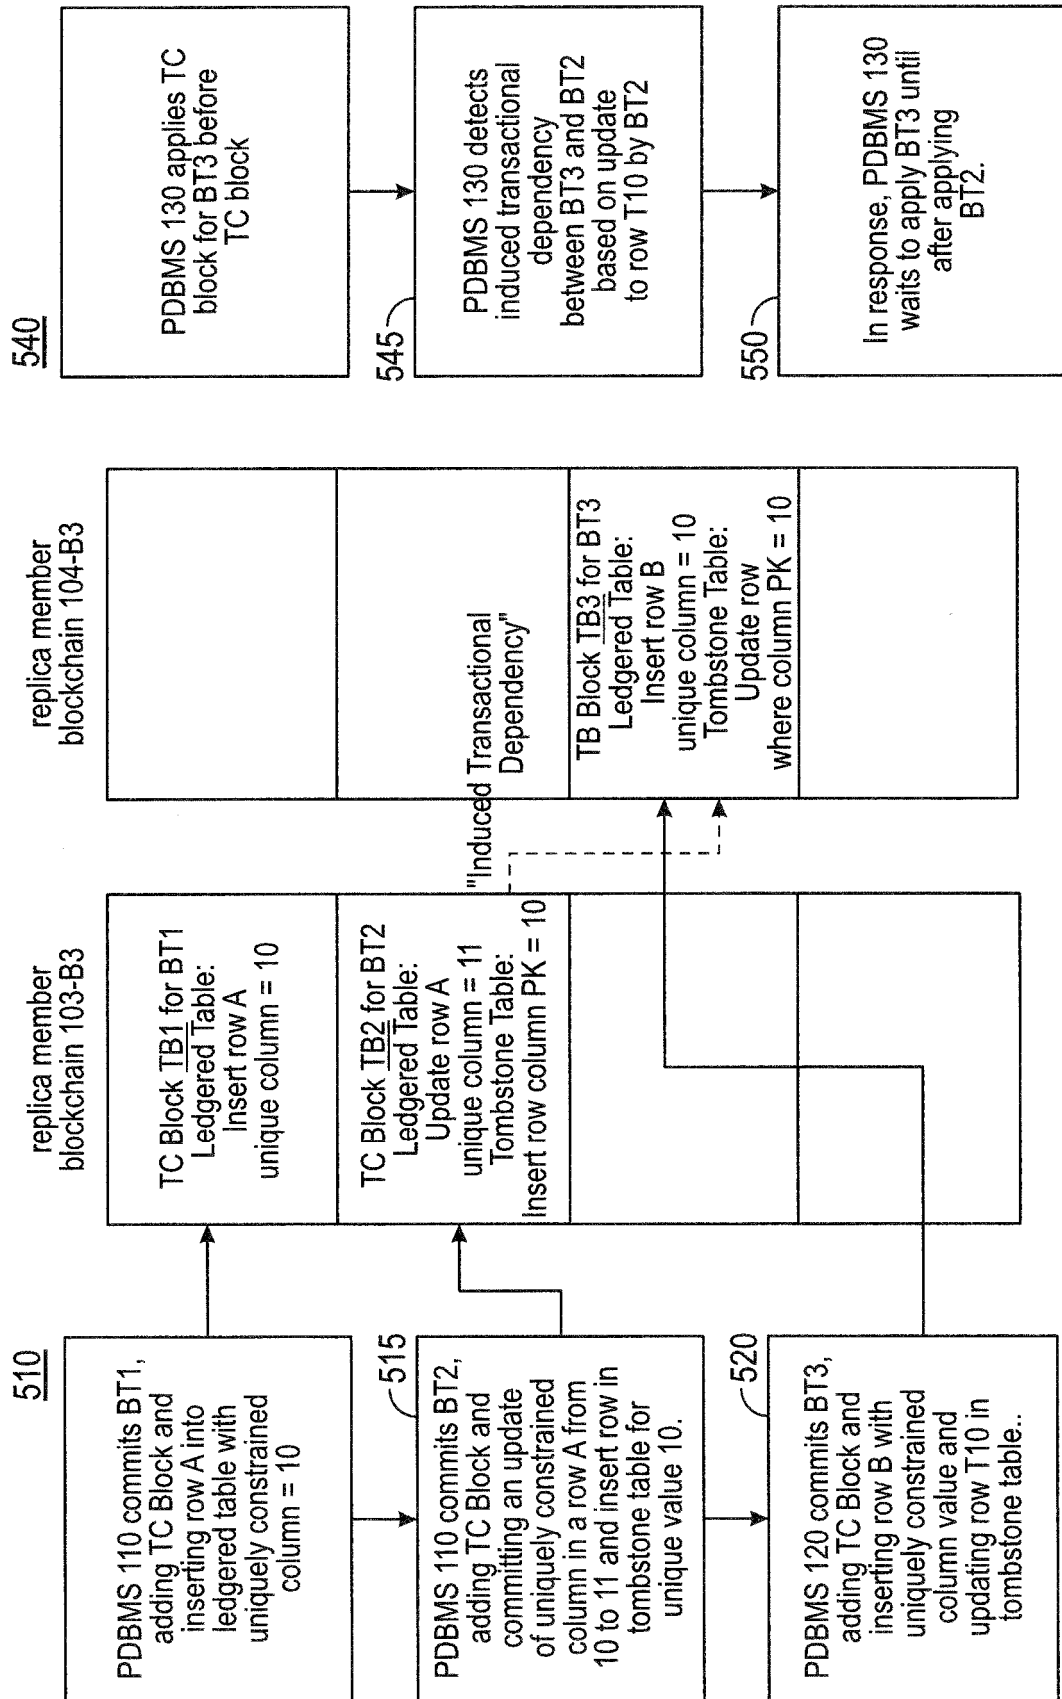 510
PDBMS 110 commits BT1,
adding TC Block and
inserting row A into
ledgered table with
uniquely constrained
column = 10
515
PDBMS 110 commits BT2,
adding TC Block and
committing an update
of uniquely constrained
column in a row A from
10 to 11 and insert row in
tombstone table for
unique value 10.
520
PDBMS 120 commits BT3,
adding TC Block and
inserting row B with
uniquely constrained
column value and
updating row T10 in
tombstone table..
replica member
blockchain 103-B3
TC Block TB1 for BT1
Ledgered Table:
Insert row A
unique column = 10
TC Block TB2 for BT2
Ledgered Table:
Update row A
unique column = 11
Tombstone Table:
Insert row column PK = 10
"Induced Transactional
Dependency"
replica member
blockchain 104-B3
TB Block TB3 for BT3
Ledgered Table:
Insert row B
unique column = 10
Tombstone Table:
Update row
where column PK = 10
540
PDBMS 130 applies TC
block for BT3 before
TC block
545
PDBMS 130 detects
induced transactional
dependency
between BT3 and BT2
based on update
to row T10 by BT2
550
In response, PDBMS 130
waits to apply BT3 until
after applying
BT2.